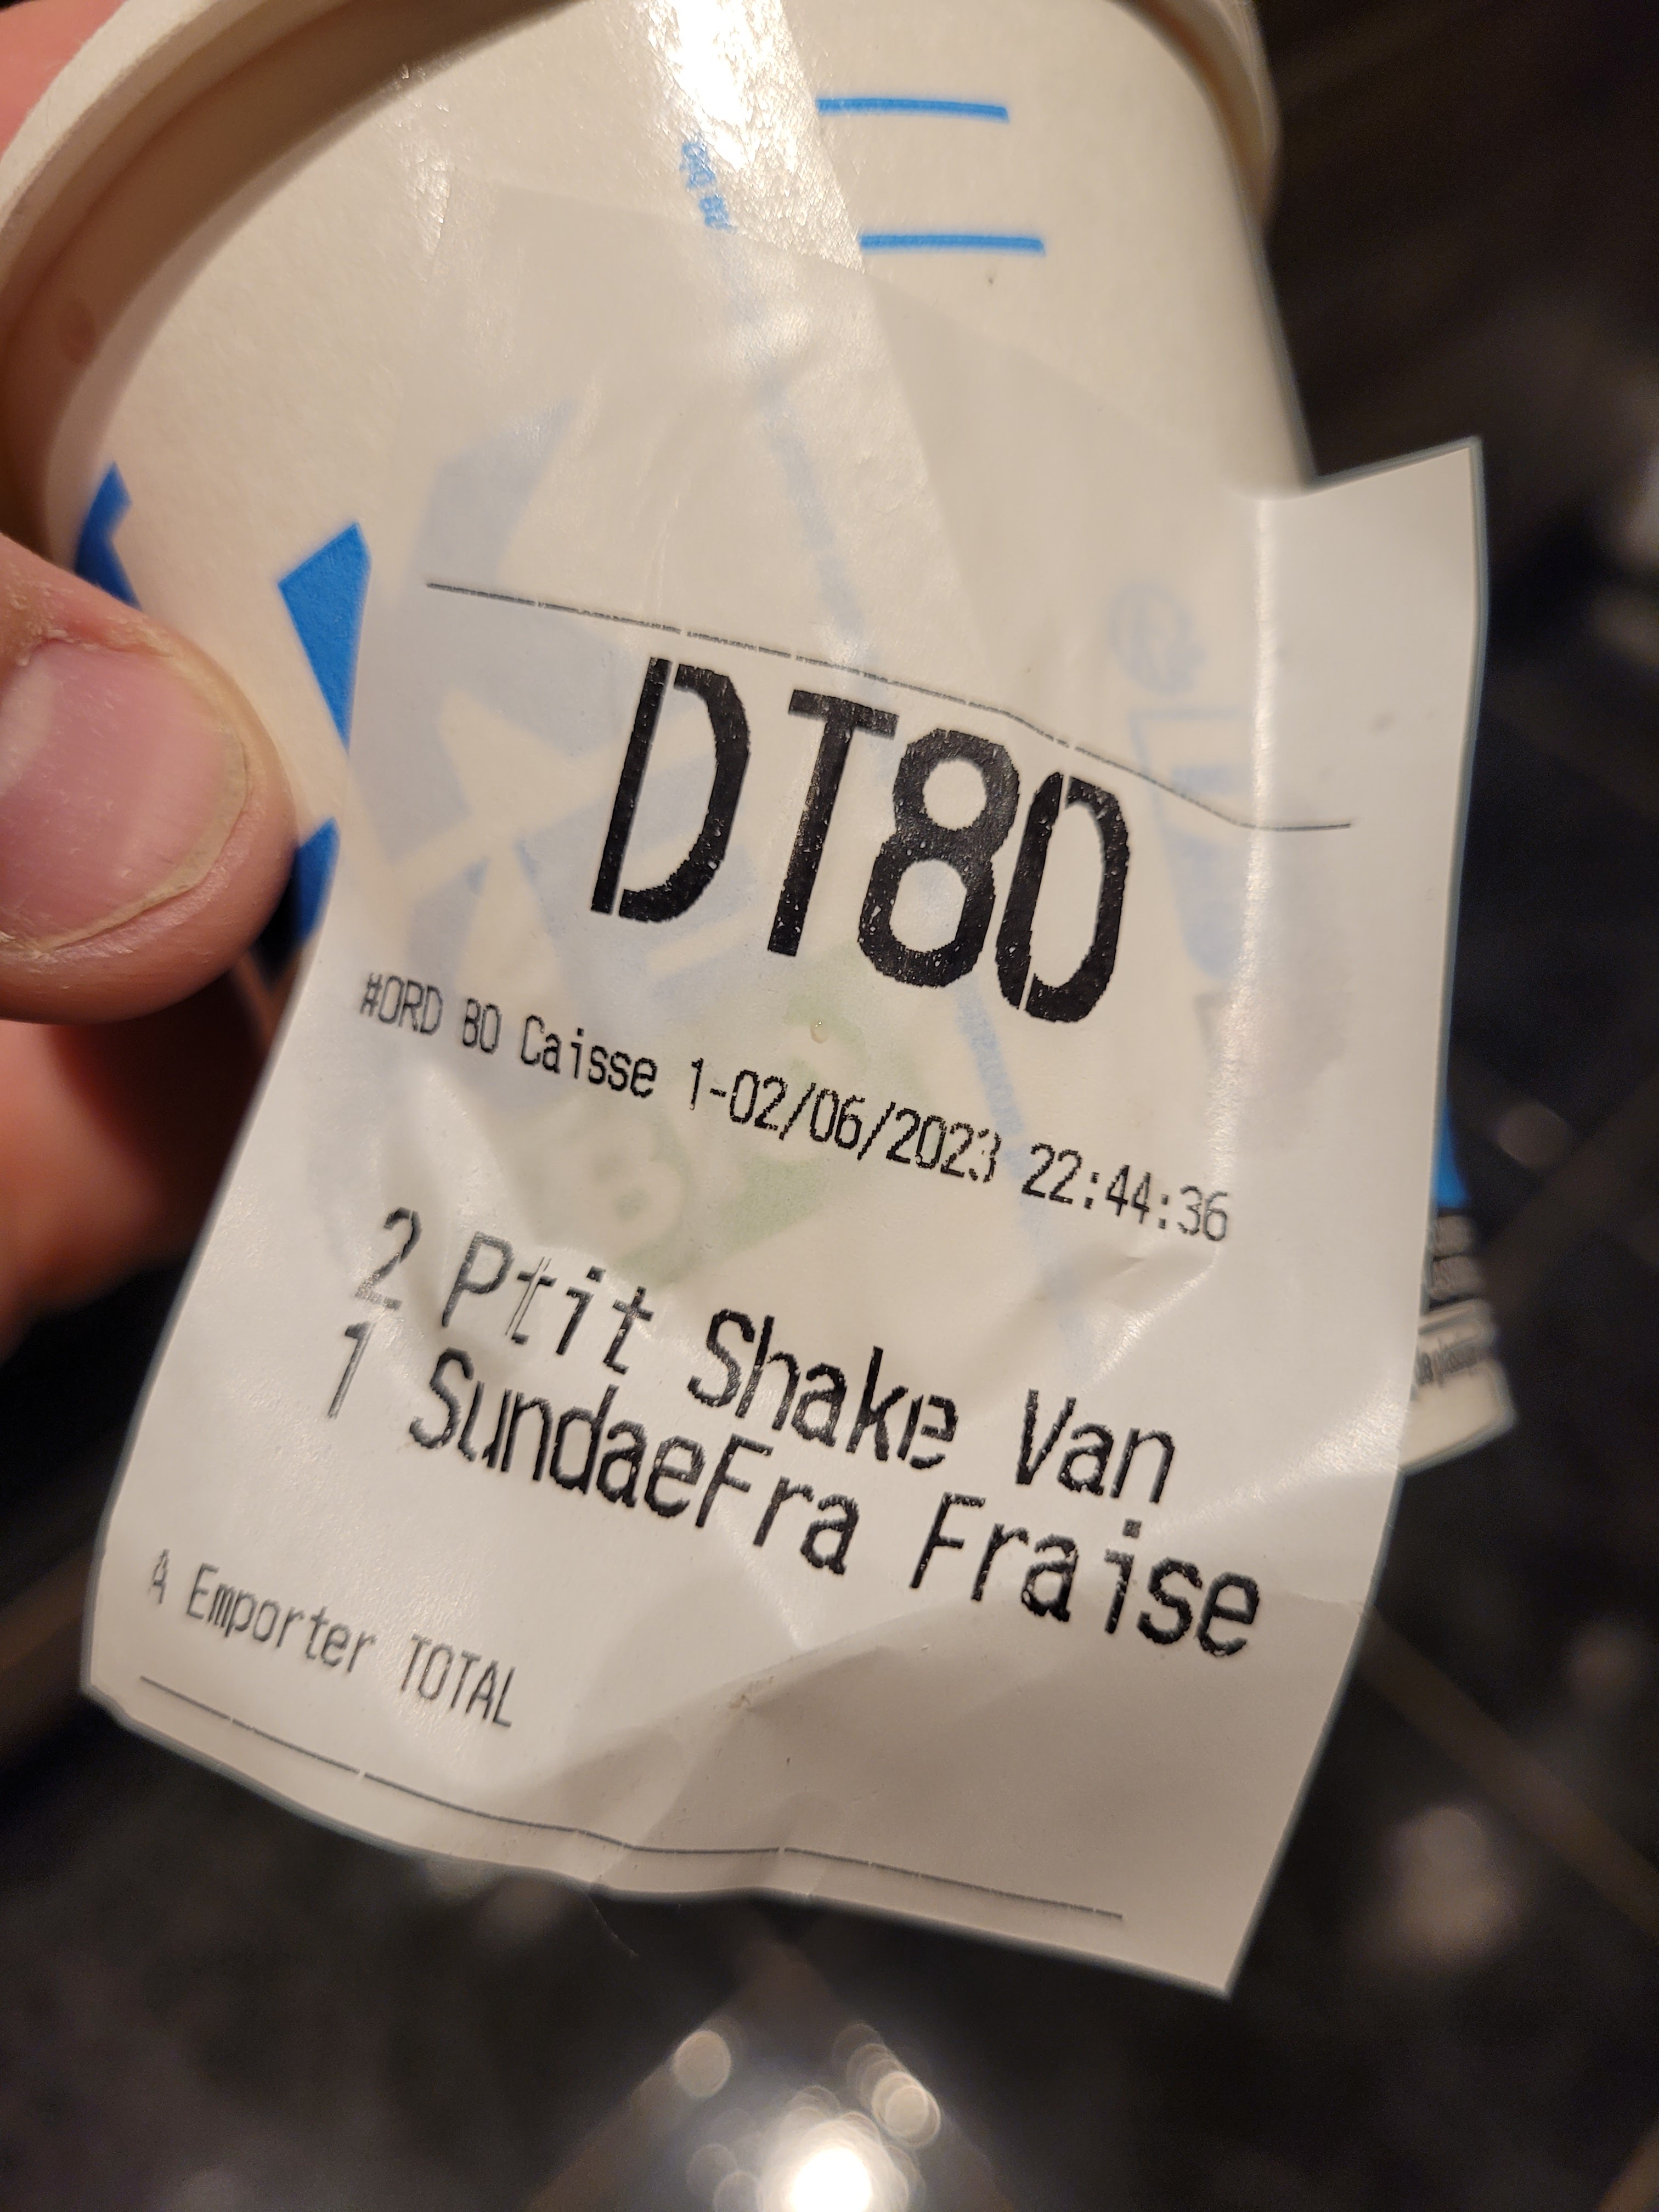 DT80
#ORD 80 Caisse 1-02/06/2023 22:44:36
2 Ptit Shake Van
1 SundaeFra Fraise
A Emporter TOTAL